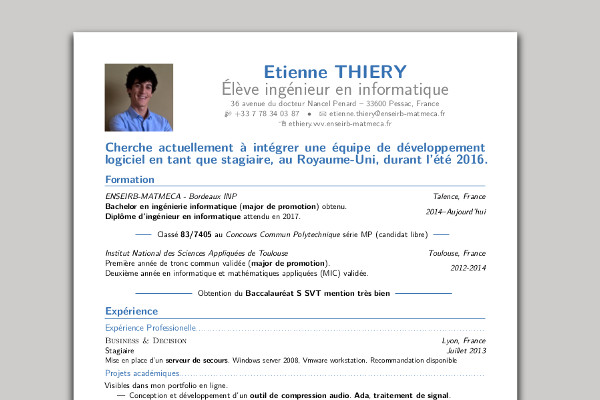 Etienne THIERY
Élève ingénieur en informatique
36 avenue du docteur Nancel Penard – 33600 Pessac, France
+33 7 78 34 03 87 • etienne.thiery@enseirb-matmeca.fr
ethiery.vvv.enseirb-matmeca.fr
Cherche actuellement à intégrer une équipe de développement
logiciel en tant que stagiaire, au Royaume-Uni, durant l'été 2016.
Formation
ENSEIRB-MATMECA - Bordeaux INP Talence, France
Bachelor en ingénierie informatique (major de promotion) obtenu.
Diplôme d'ingénieur en informatique attendu en 2017. 2014–Aujourd'hui
Classé 83/7405 au Concours Commun Polytechnique série MP (candidat libre)
Institut National des Sciences Appliquées de Toulouse Toulouse, France
Première année de tronc commun validée (major de promotion).
Deuxième année en informatique et mathématiques appliquées (MIC) validée. 2012-2014
Obtention du Baccalauréat S SVT mention très bien
Expérience
Expérience Professionelle
Business & Decision Lyon, France
Stagiaire Juillet 2013
Mise en place d'un serveur de secours. Windows server 2008, Vmware workstation. Recommandation disponible
Projets académiques
Visibles dans mon portfolio en ligne.
— Conception et développement d'un outil de compression audio. Ada, traitement de signal.